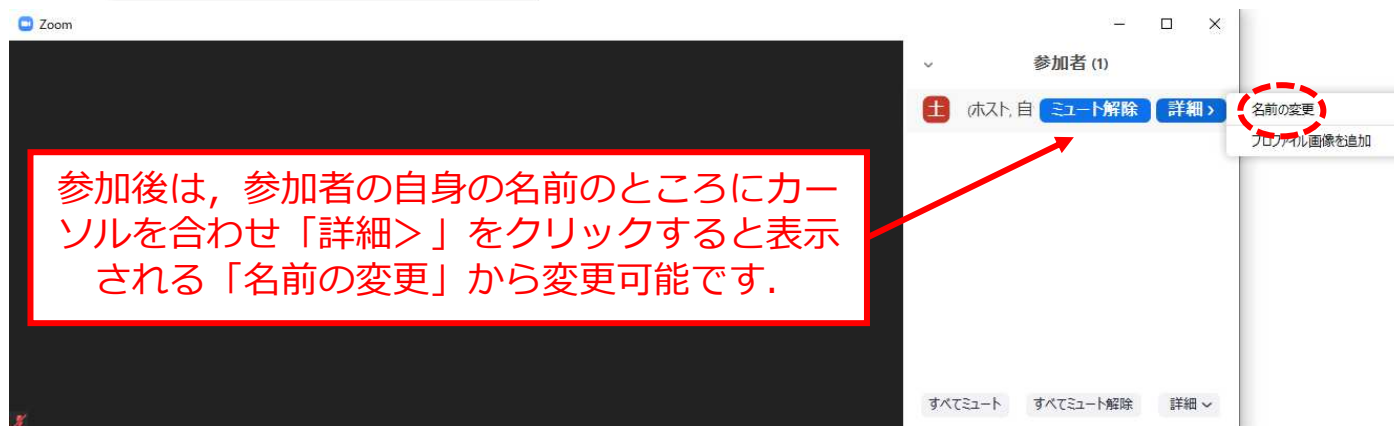 Zoom
参加者 (1)
土 (ホスト, 自 ミュート解除 詳細>
名前の変更
プロファイル画像を追加
参加後は，参加者の自身の名前のところにカー
ソルを合わせ「詳細＞」をクリックすると表示
される「名前の変更」から変更可能です．
すべてミュート すべてミュート解除 詳細